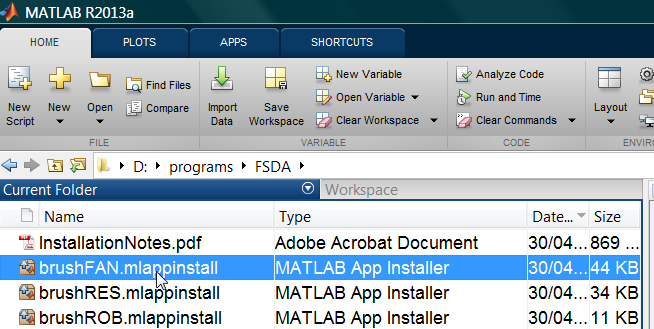 MATLAB R2013a
HOME PLOTS APPS SHORTCUTS
New Script New Open Find Files Compare Import Data Save Workspace New Variable Open Variable Clear Workspace Analyze Code Run and Time Clear Commands Layout
FILE VARIABLE CODE ENVIRO
D: programs FSDA
Current Folder Workspace
Name Type Date... Size
InstallationNotes.pdf Adobe Acrobat Document 30/04... 869 ...
brushFAN.mlappinstall MATLAB App Installer 30/04... 44 KB
brushRES.mlappinstall MATLAB App Installer 30/04... 34 KB
brushROB.mlappinstall MATLAB App Installer 30/04... 11 KB